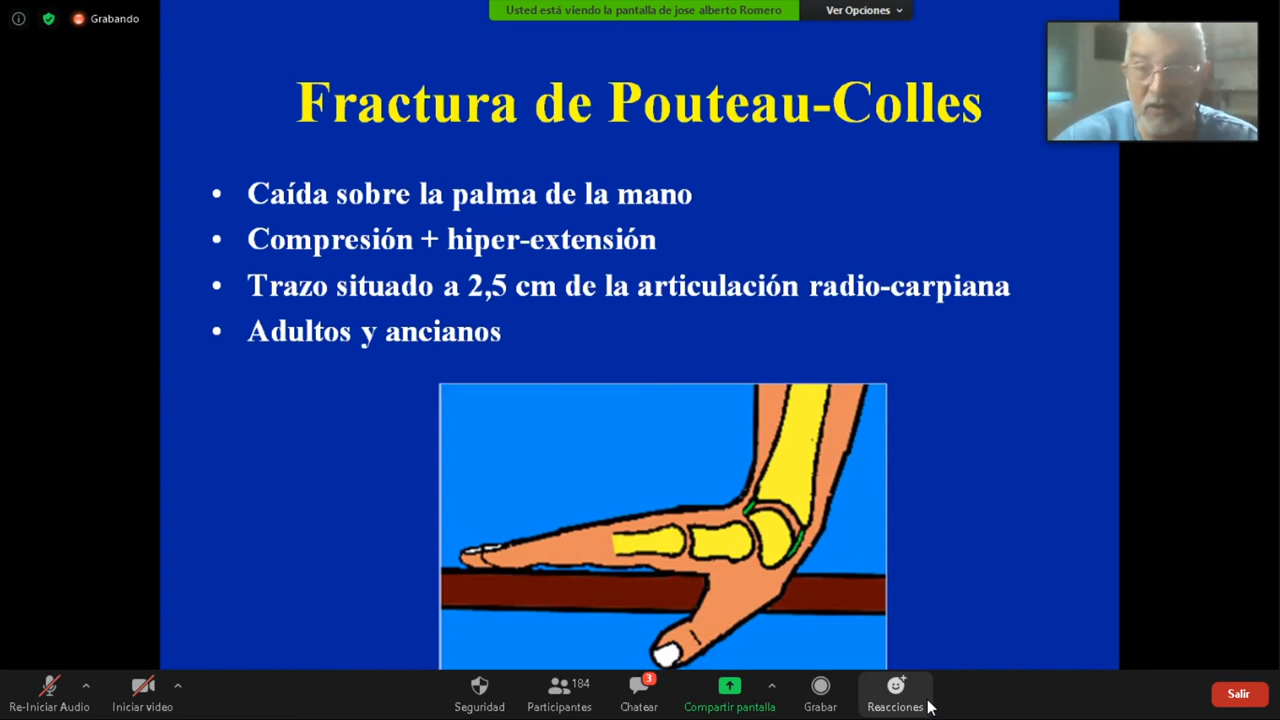 Grabando
Usted está viendo la pantalla de jose alberto Romero
Ver Opciones
Fractura de Pouteau-Colles
• Caída sobre la palma de la mano
• Compresión + hiper-extensión
• Trazo situado a 2,5 cm de la articulación radio-carpiana
• Adultos y ancianos
Re-Iniciar Audio
Iniciar video
Seguridad
184
Participantes
3
Chatear
Compartir pantalla
Grabar
Reacciones
Salir